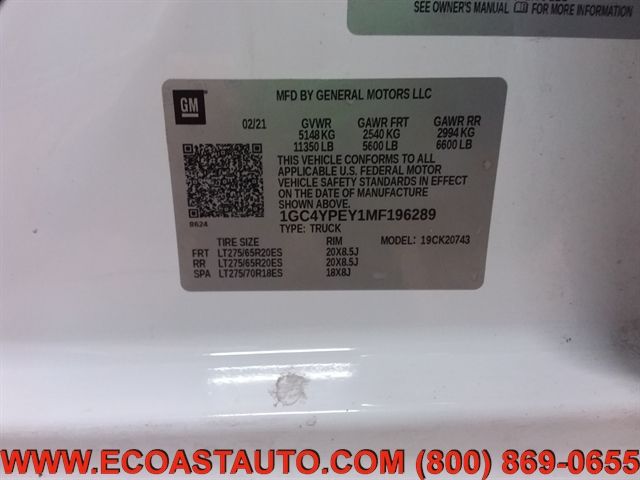 SEE OWNER'S MANUAL FOR MORE INFORMATION
GM
MFD BY GENERAL MOTORS LLC
02/21 GVWR GAWR FRT GAWR RR
5148 KG 2540 KG 2994 KG
11350 LB 5600 LB 6600 LB
THIS VEHICLE CONFORMS TO ALL
APPLICABLE U.S. FEDERAL MOTOR
VEHICLE SAFETY STANDARDS IN EFFECT
ON THE DATE OF MANUFACTURE
SHOWN ABOVE.
1GC4YPEY1MF196289
TYPE: TRUCK
8624
TIRE SIZE RIM MODEL: 19CK20743
FRT LT275/65R20ES 20X8.5J
RR LT275/65R20ES 20X8.5J
SPA LT275/70R18ES 18X8J
WWW.ECOASTAUTO.COM (800) 869-0655